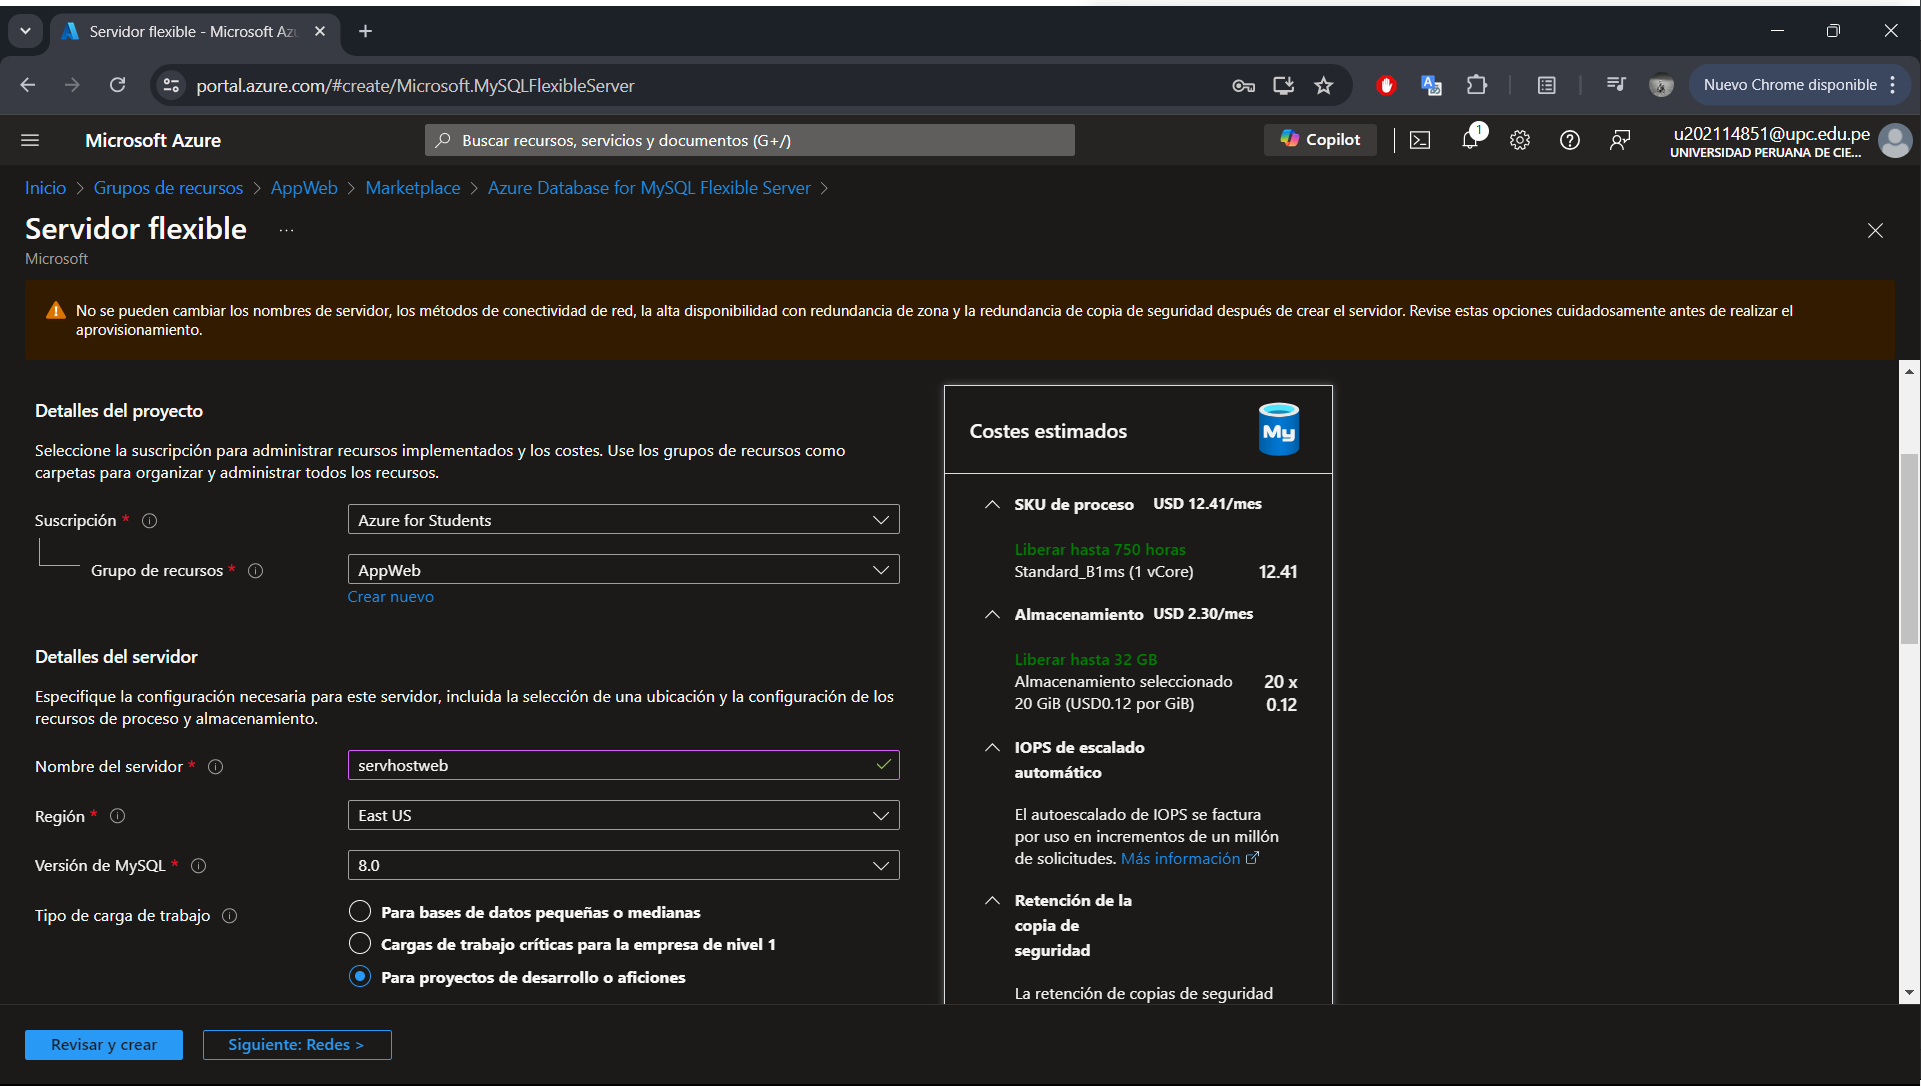 Servidor flexible - Microsoft Az
portal.azure.com/#create/Microsoft.MySQLFlexibleServer
Nuevo Chrome disponible
Microsoft Azure
Buscar recursos, servicios y documentos (G+/)
Copilot
1
u202114851@upc.edu.pe
UNIVERSIDAD PERUANA DE CIE...
Inicio > Grupos de recursos > AppWeb > Marketplace > Azure Database for MySQL Flexible Server >
Servidor flexible ...
Microsoft
No se pueden cambiar los nombres de servidor, los métodos de conectividad de red, la alta disponibilidad con redundancia de zona y la redundancia de copia de seguridad después de crear el servidor. Revise estas opciones cuidadosamente antes de realizar el
aprovisionamiento.
Detalles del proyecto
Seleccione la suscripción para administrar recursos implementados y los costes. Use los grupos de recursos como
carpetas para organizar y administrar todos los recursos.
Suscripción *
Azure for Students
Grupo de recursos *
AppWeb
Crear nuevo
Detalles del servidor
Especifique la configuración necesaria para este servidor, incluida la selección de una ubicación y la configuración de los
recursos de proceso y almacenamiento.
Nombre del servidor *
servhostweb
Región *
East US
Versión de MySQL *
8.0
Tipo de carga de trabajo
Para bases de datos pequeñas o medianas
Cargas de trabajo críticas para la empresa de nivel 1
Para proyectos de desarrollo o aficiones
Costes estimados
My
SKU de proceso USD 12.41/mes
Liberar hasta 750 horas
Standard_B1ms (1 vCore) 12.41
Almacenamiento USD 2.30/mes
Liberar hasta 32 GB
Almacenamiento seleccionado 20 x
20 GiB (USD0.12 por GiB) 0.12
IOPS de escalado
automático
El autoescalado de IOPS se factura
por uso en incrementos de un millón
de solicitudes. Más información
Retención de la
copia de
seguridad
La retención de copias de seguridad
Revisar y crear
Siguiente: Redes >